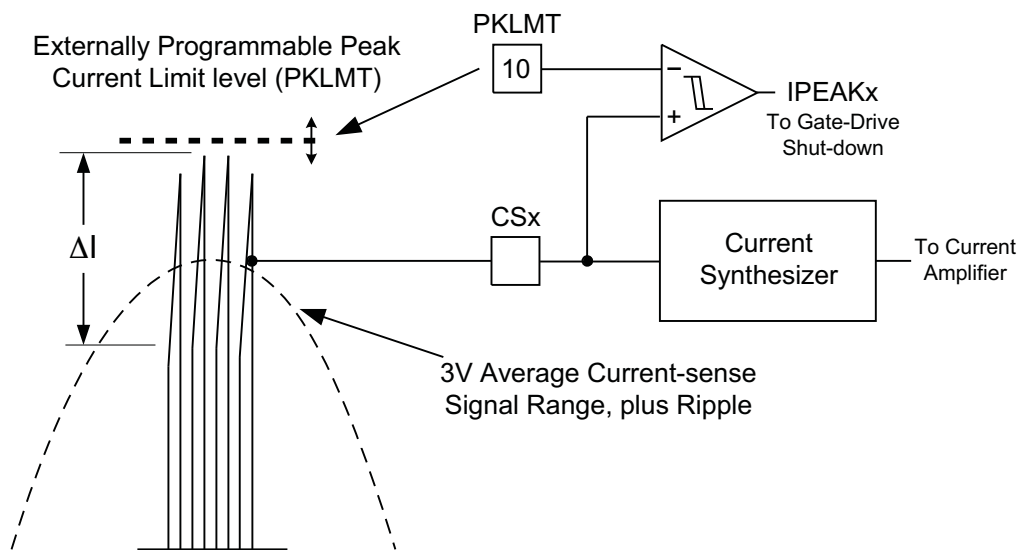 Externally Programmable Peak
Current Limit level (PKLMT)
PKLMT
10
−
+
IPEAKx
To Gate-Drive
Shut-down
ΔI
CSx
Current
Synthesizer
To Current
Amplifier
3V Average Current-sense
Signal Range, plus Ripple